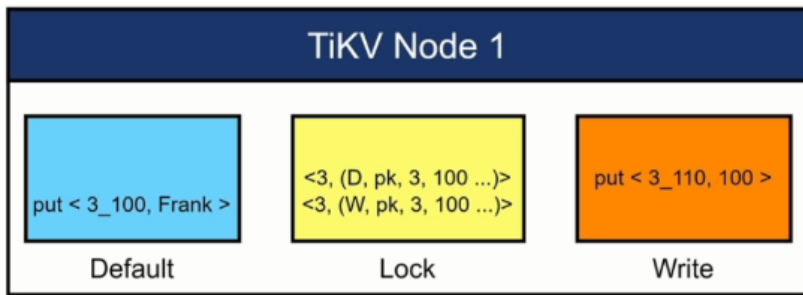 TiKV Node 1
put < 3_100, Frank >
<3, (D, pk, 3, 100 ...)>
<3, (W, pk, 3, 100 ...)>
put < 3_110, 100 >
Default
Lock
Write